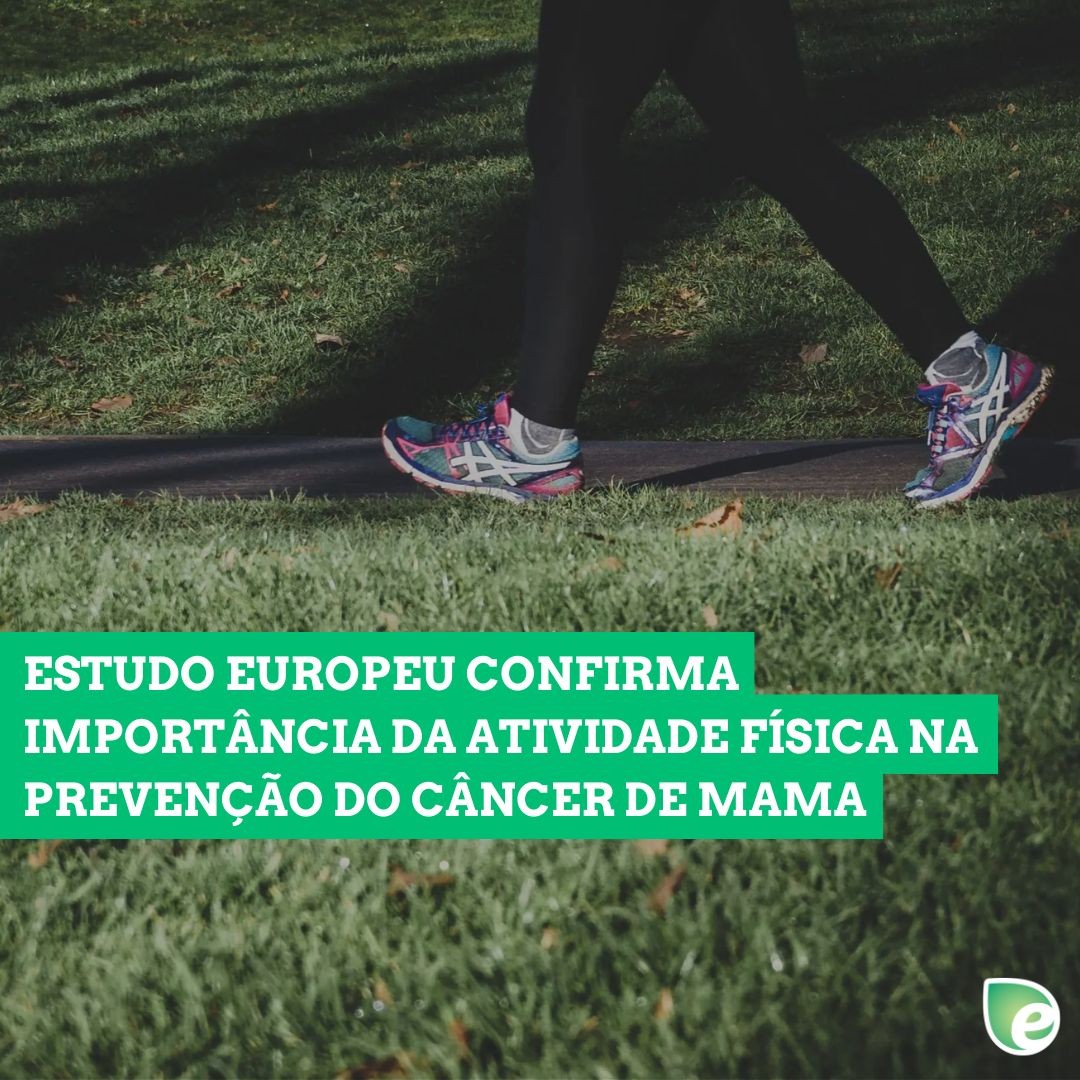 ESTUDO EUROPEU CONFIRMA
IMPORTÂNCIA DA ATIVIDADE FÍSICA NA
PREVENÇÃO DO CÂNCER DE MAMA
e